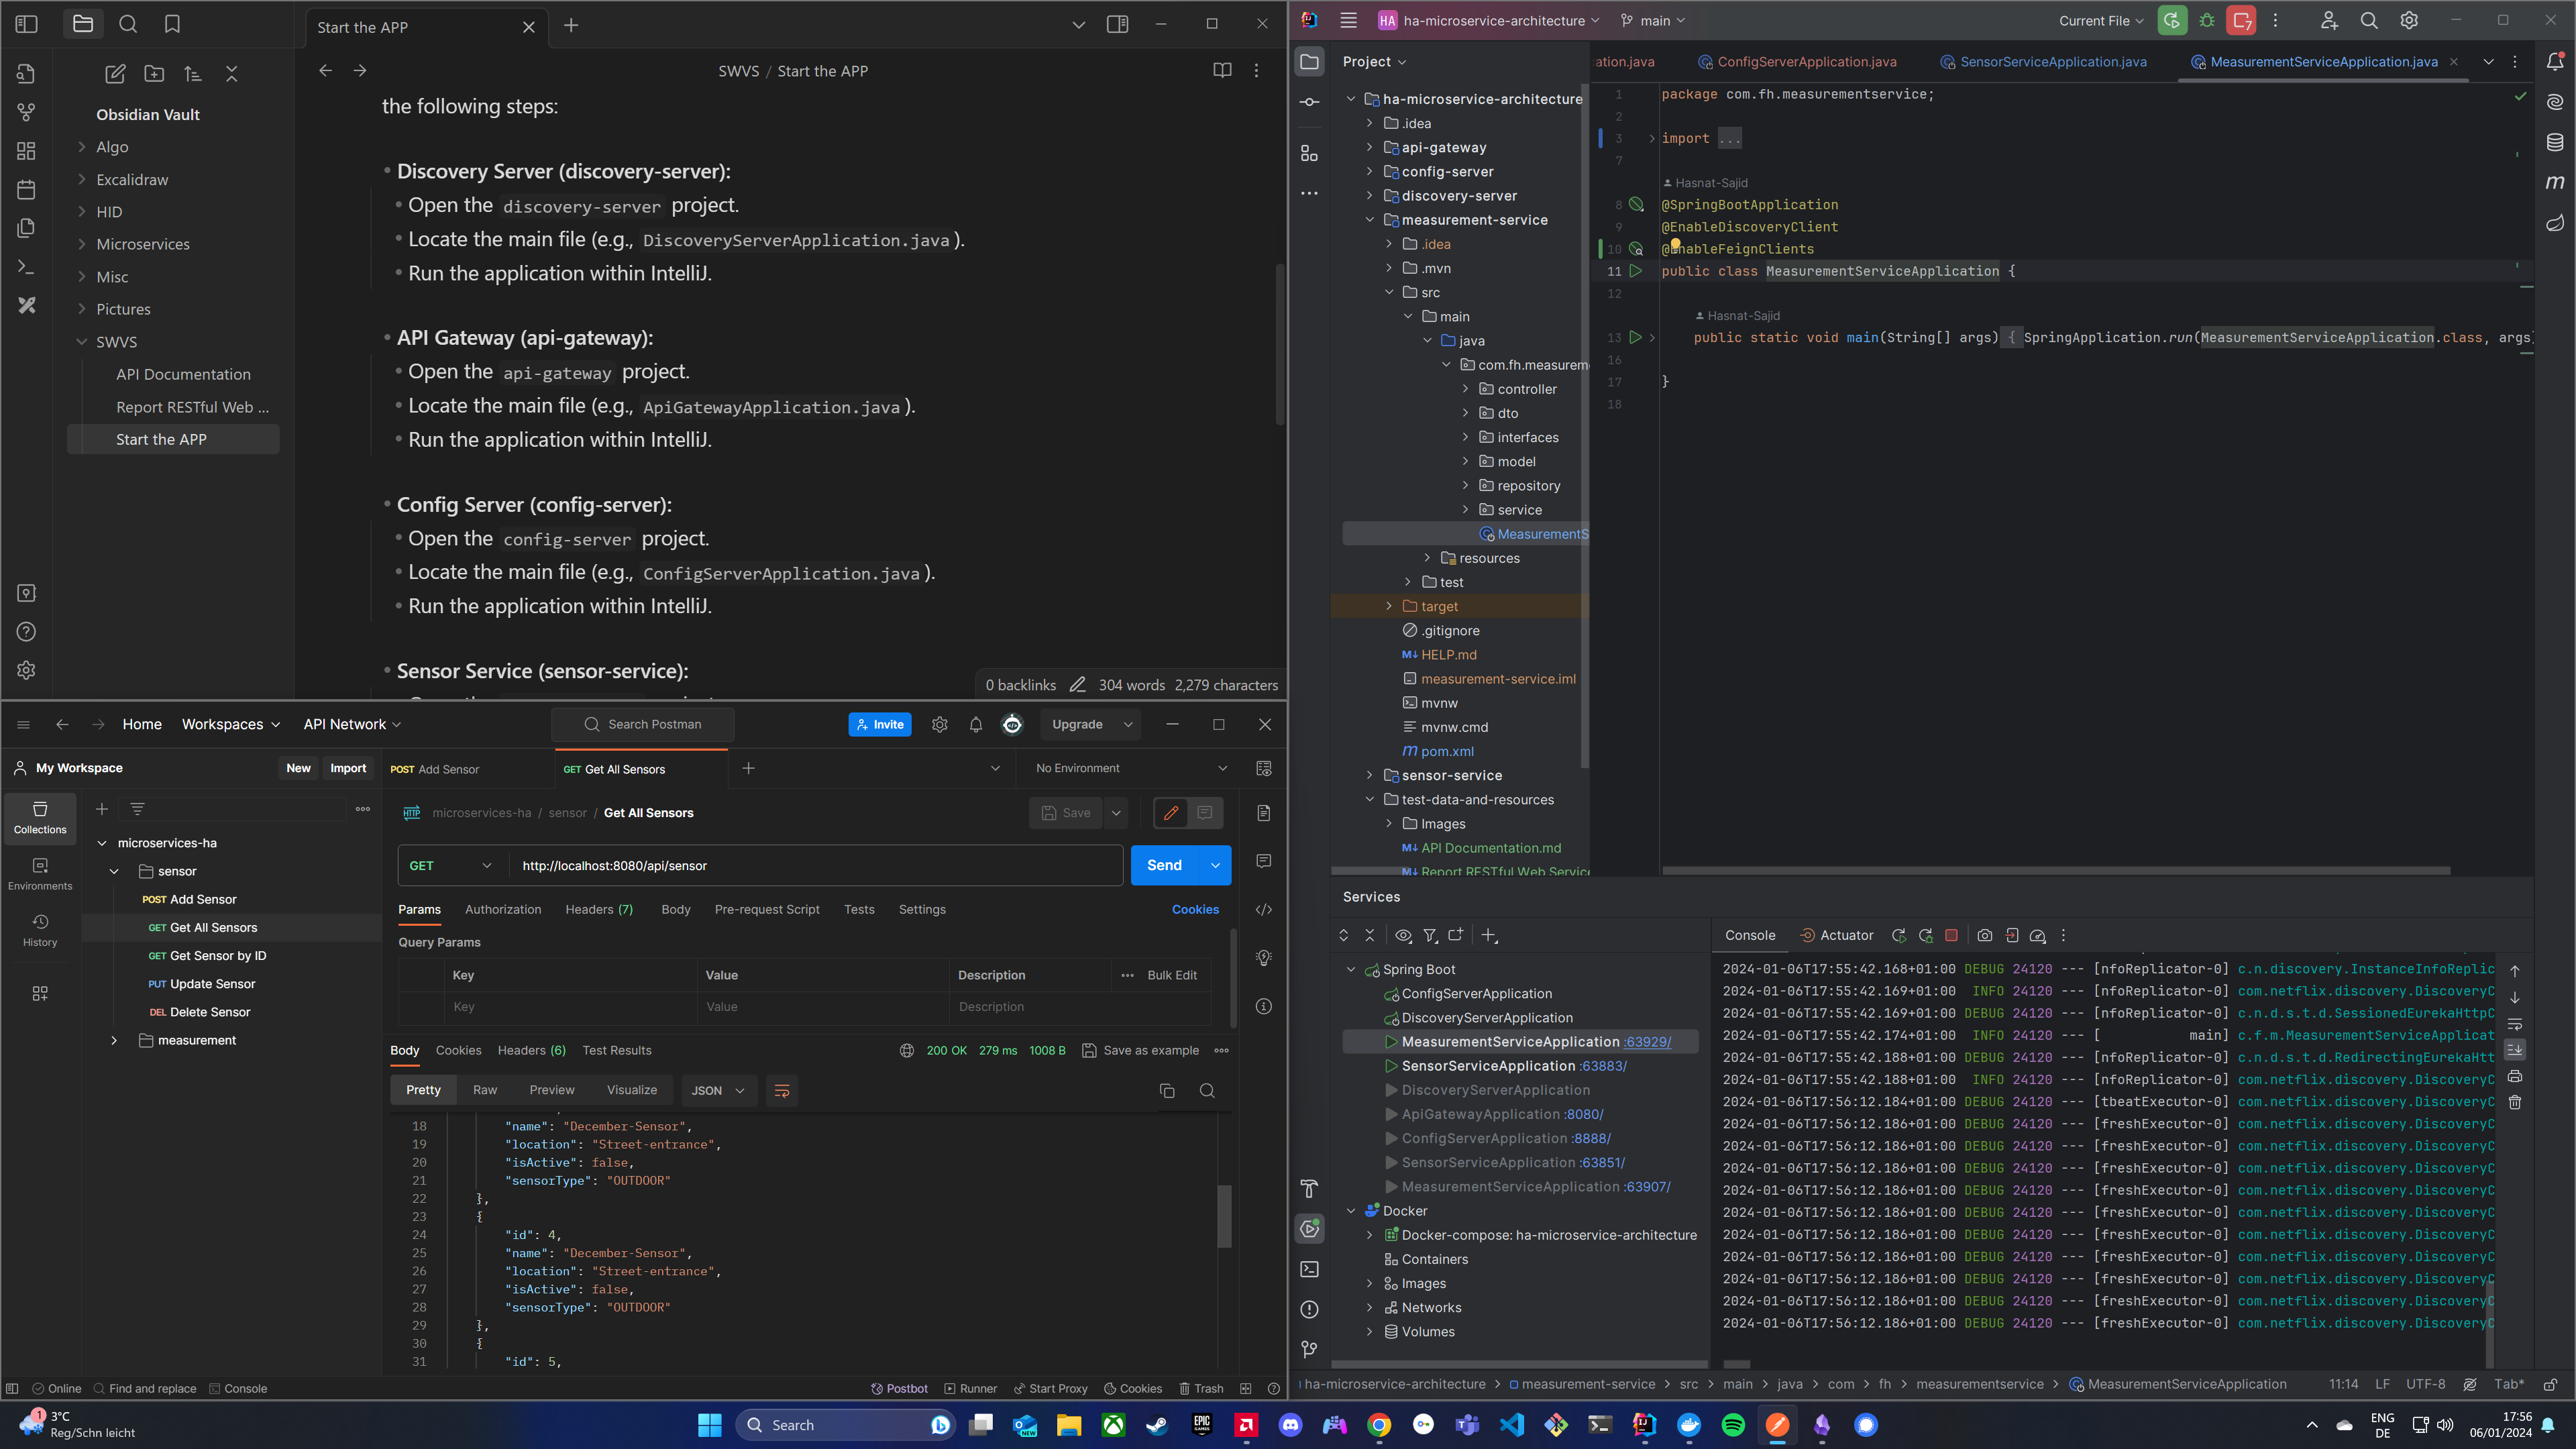 Start the APP
SWVS / Start the APP
Obsidian Vault
Algo
Excalidraw
HID
Microservices
Misc
Pictures
SWVS
API Documentation
Report RESTful Web ...
Start the APP
the following steps:
Discovery Server (discovery-server):
Open the discovery-server project.
Locate the main file (e.g., DiscoveryServerApplication.java).
Run the application within IntelliJ.
API Gateway (api-gateway):
Open the api-gateway project.
Locate the main file (e.g., ApiGatewayApplication.java).
Run the application within IntelliJ.
Config Server (config-server):
Open the config-server project.
Locate the main file (e.g., ConfigServerApplication.java).
Run the application within IntelliJ.
Sensor Service (sensor-service):
0 backlinks 304 words 2,279 characters
Home Workspaces API Network Search Postman Invite Upgrade
My Workspace New Import
POST Add Sensor GET Get All Sensors No Environment
Collections
Environments
History
microservices-ha
sensor
POST Add Sensor
GET Get All Sensors
GET Get Sensor by ID
PUT Update Sensor
DEL Delete Sensor
measurement
HTTP microservices-ha / sensor / Get All Sensors Save
GET http://localhost:8080/api/sensor Send
Params Authorization Headers (7) Body Pre-request Script Tests Settings Cookies
Query Params
Key Value Description Bulk Edit
Key Value Description
Body Cookies Headers (6) Test Results 200 OK 279 ms 1008 B Save as example
Pretty Raw Preview Visualize JSON
18 "name": "December-Sensor",
19 "location": "Street-entrance",
20 "isActive": false,
21 "sensorType": "OUTDOOR"
22 },
23 {
24 "id": 4,
25 "name": "December-Sensor",
26 "location": "Street-entrance",
27 "isActive": false,
28 "sensorType": "OUTDOOR"
29 },
30 {
31 "id": 5,
Online Find and replace Console Postbot Runner Start Proxy Cookies Trash
HA ha-microservice-architecture main Current File 7
Project
ation.java ConfigServerApplication.java SensorServiceApplication.java MeasurementServiceApplication.java
ha-microservice-architecture
.idea
api-gateway
config-server
discovery-server
measurement-service
.idea
.mvn
src
main
java
com.fh.measurem
controller
dto
interfaces
model
repository
service
MeasurementS
resources
test
target
.gitignore
M↓ HELP.md
measurement-service.iml
mvnw
mvnw.cmd
m pom.xml
sensor-service
test-data-and-resources
Images
M↓ API Documentation.md
M↓ Report RESTful Web Service
1 package com.fh.measurementservice;
2
3 import ...
7
Hasnat-Sajid
8 @SpringBootApplication
9 @EnableDiscoveryClient
10 @EnableFeignClients
11 public class MeasurementServiceApplication {
12
Hasnat-Sajid
13 public static void main(String[] args) { SpringApplication.run(MeasurementServiceApplication.class, args)
16
17 }
18
Services
Spring Boot
ConfigServerApplication
DiscoveryServerApplication
MeasurementServiceApplication :63929/
SensorServiceApplication :63883/
DiscoveryServerApplication
ApiGatewayApplication :8080/
ConfigServerApplication :8888/
SensorServiceApplication :63851/
MeasurementServiceApplication :63907/
Docker
Docker-compose: ha-microservice-architecture
Containers
Images
Networks
Volumes
Console Actuator
2024-01-06T17:55:42.168+01:00 DEBUG 24120 --- [nfoReplicator-0] c.n.discovery.InstanceInfoReplic
2024-01-06T17:55:42.169+01:00 INFO 24120 --- [nfoReplicator-0] com.netflix.discovery.DiscoveryC
2024-01-06T17:55:42.169+01:00 DEBUG 24120 --- [nfoReplicator-0] c.n.d.s.t.d.SessionedEurekaHttpC
2024-01-06T17:55:42.174+01:00 INFO 24120 --- [ main] c.f.m.MeasurementServiceApplicat
2024-01-06T17:55:42.188+01:00 DEBUG 24120 --- [nfoReplicator-0] c.n.d.s.t.d.RedirectingEurekaHtt
2024-01-06T17:55:42.188+01:00 INFO 24120 --- [nfoReplicator-0] com.netflix.discovery.DiscoveryC
2024-01-06T17:56:12.184+01:00 DEBUG 24120 --- [tbeatExecutor-0] com.netflix.discovery.DiscoveryC
2024-01-06T17:56:12.186+01:00 DEBUG 24120 --- [freshExecutor-0] com.netflix.discovery.DiscoveryC
2024-01-06T17:56:12.186+01:00 DEBUG 24120 --- [freshExecutor-0] com.netflix.discovery.DiscoveryC
2024-01-06T17:56:12.186+01:00 DEBUG 24120 --- [freshExecutor-0] com.netflix.discovery.DiscoveryC
2024-01-06T17:56:12.186+01:00 DEBUG 24120 --- [freshExecutor-0] com.netflix.discovery.DiscoveryC
2024-01-06T17:56:12.186+01:00 DEBUG 24120 --- [freshExecutor-0] com.netflix.discovery.DiscoveryC
2024-01-06T17:56:12.186+01:00 DEBUG 24120 --- [freshExecutor-0] com.netflix.discovery.DiscoveryC
2024-01-06T17:56:12.186+01:00 DEBUG 24120 --- [freshExecutor-0] com.netflix.discovery.DiscoveryC
2024-01-06T17:56:12.186+01:00 DEBUG 24120 --- [freshExecutor-0] com.netflix.discovery.DiscoveryC
2024-01-06T17:56:12.186+01:00 DEBUG 24120 --- [freshExecutor-0] com.netflix.discovery.DiscoveryC
2024-01-06T17:56:12.186+01:00 DEBUG 24120 --- [freshExecutor-0] com.netflix.discovery.DiscoveryC
ha-microservice-architecture > measurement-service > src > main > java > com > fh > measurementservice > MeasurementServiceApplication 11:14 LF UTF-8 Tab*
1 3°C
Reg/Schn leicht
Search
ENG
DE
17:56
06/01/2024